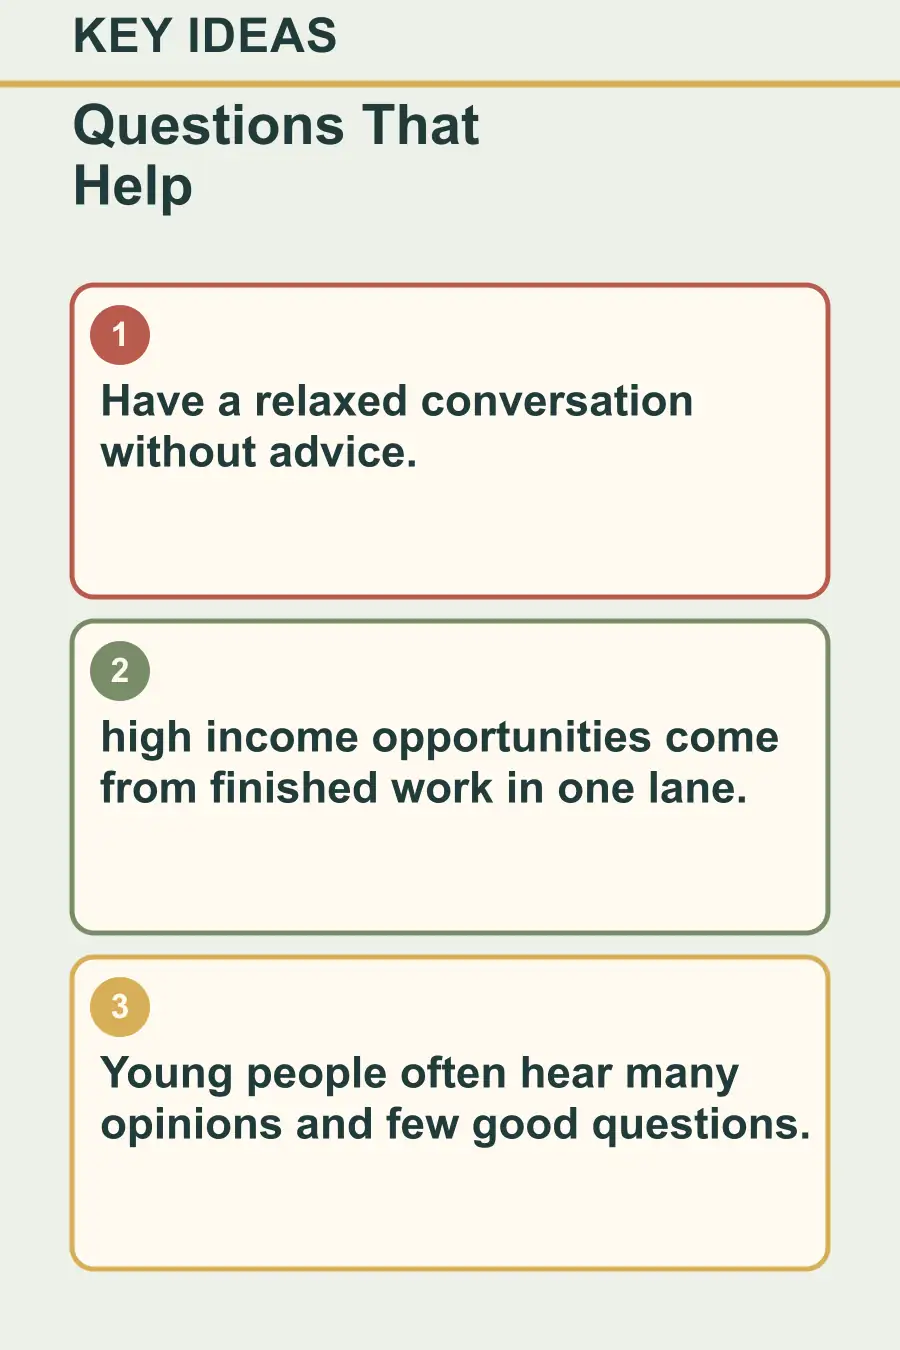 KEY IDEAS
Questions That
Help
1
Have a relaxed conversation
without advice.
2
high income opportunities come
from finished work in one lane.
3
Young people often hear many
opinions and few good questions.